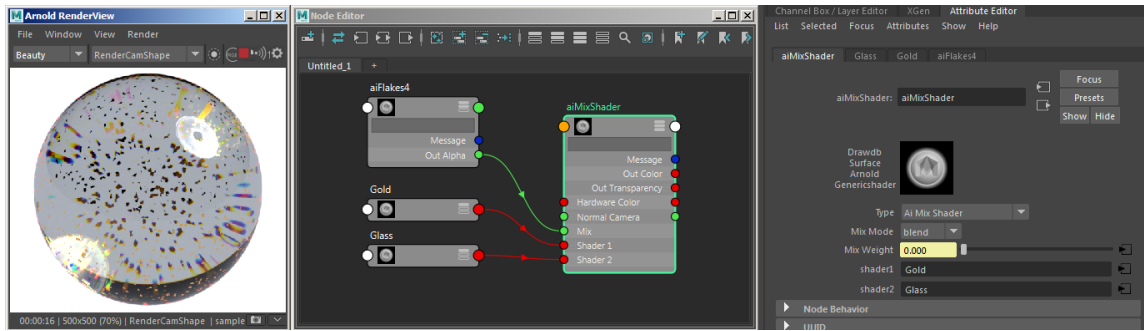 Arnold RenderView
File Window View Render
Beauty RenderCamShape
00:00:16 | 500x500 (70%) | RenderCamShape | sample
Node Editor
Untitled_1 +
aiFlakes4
Message
Out Alpha
Gold
Glass
aiMixShader
Message
Out Color
Out Transparency
Hardware Color
Normal Camera
Mix
Shader 1
Shader 2
Channel Box / Layer Editor XGen Attribute Editor
List Selected Focus Attributes Show Help
aiMixShader Glass Gold aiFlakes4
aiMixShader: aiMixShader
Focus
Presets
Show Hide
Drawdb
Surface
Arnold
Genericshader
Type Ai Mix Shader
Mix Mode blend
Mix Weight 0.000
shader1 Gold
shader2 Glass
Node Behavior
UUID